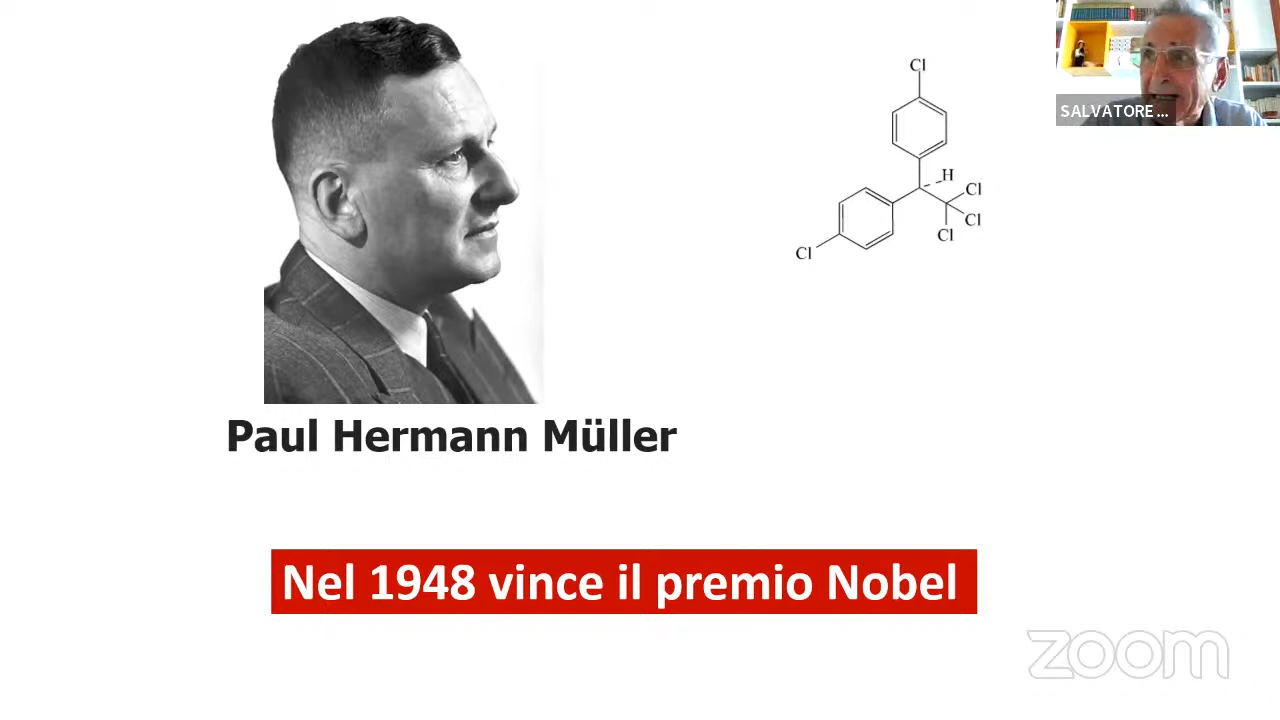 Cl
SALVATORE ...
H
Cl
Cl
Cl
Cl
Paul Hermann Müller
Nel 1948 vince il premio Nobel
zoom